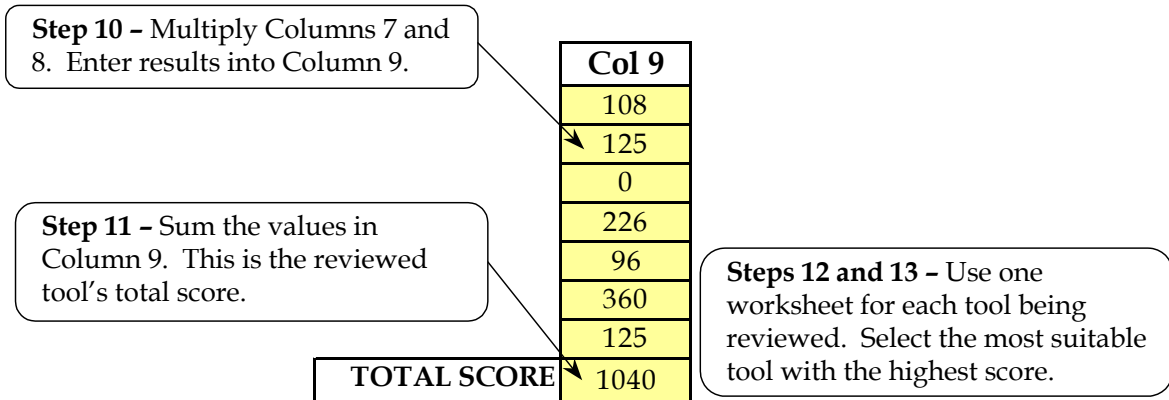 Step 10 – Multiply Columns 7 and
8. Enter results into Column 9.
Col 9
108
125
0
226
96
360
125
Step 11 – Sum the values in
Column 9. This is the reviewed
tool's total score.
TOTAL SCORE 1040
Steps 12 and 13 – Use one
worksheet for each tool being
reviewed. Select the most suitable
tool with the highest score.